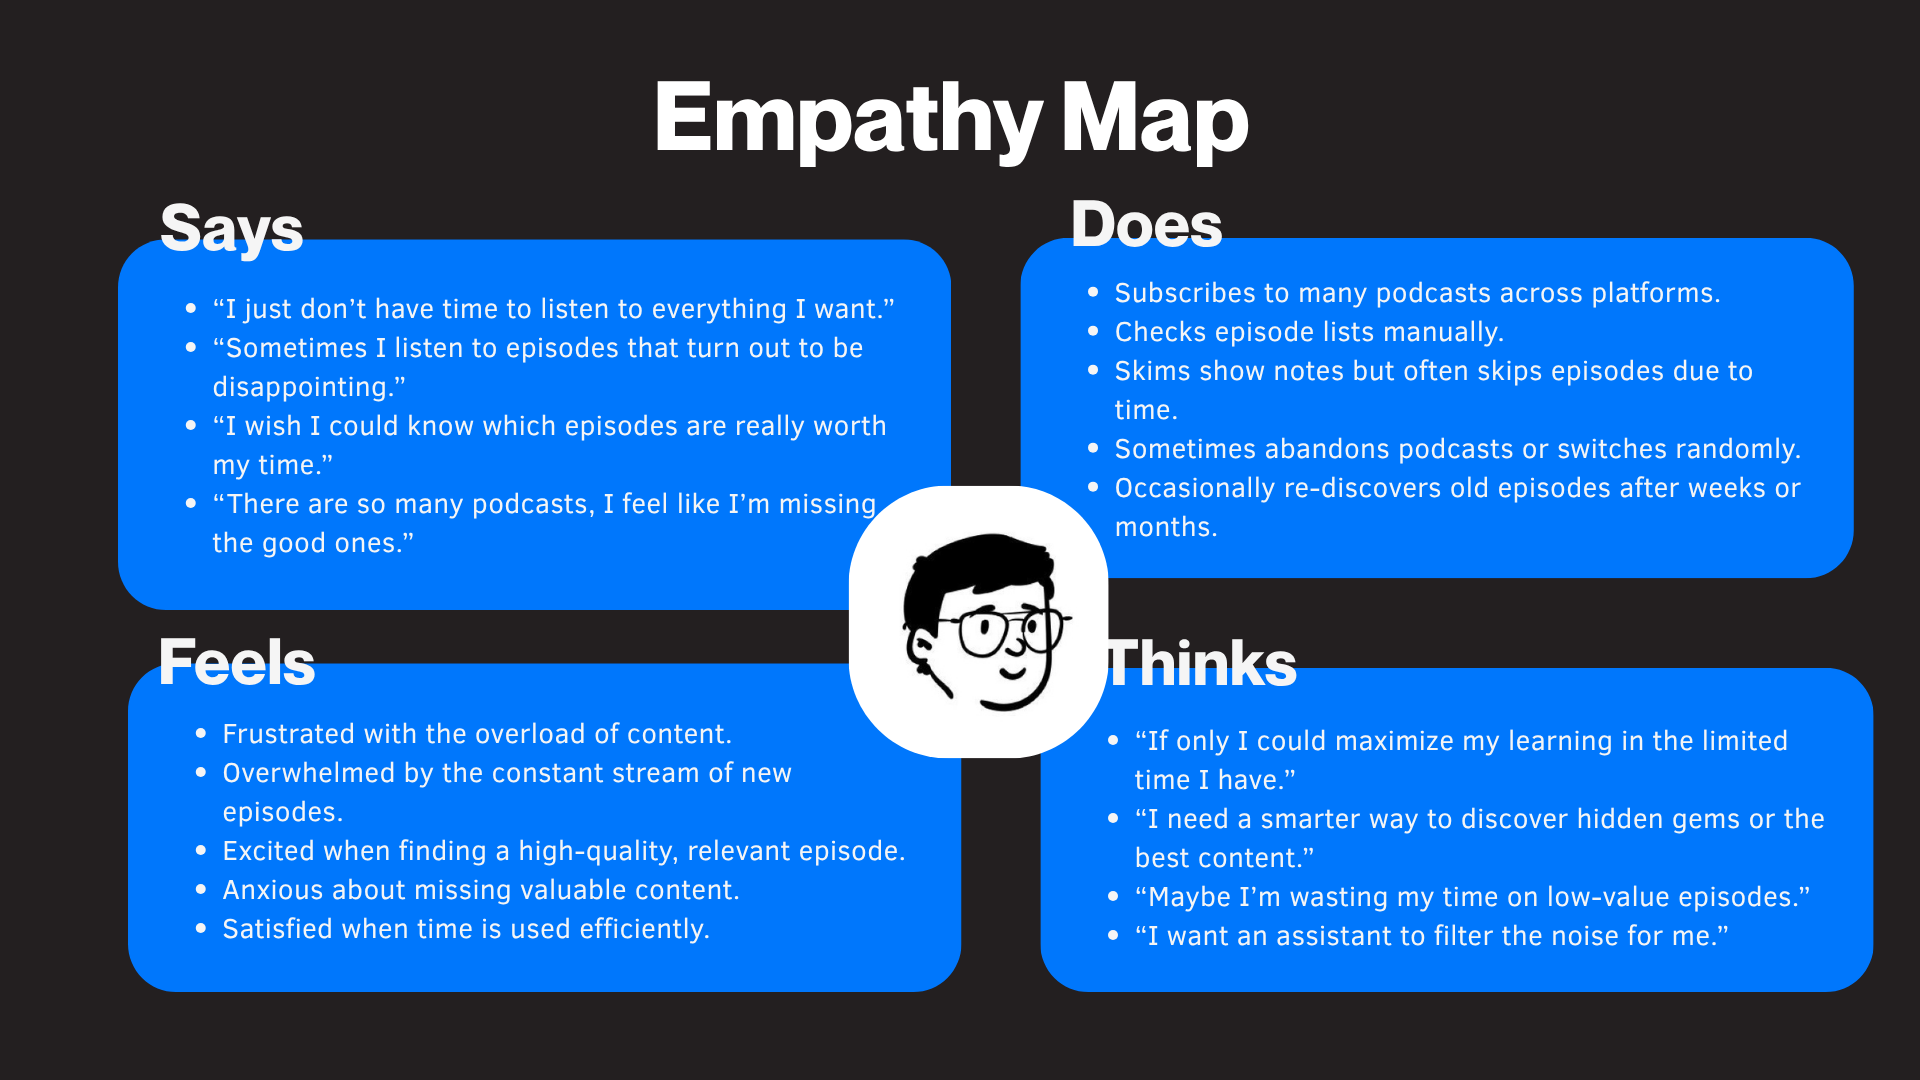 Empathy Map
Says
• “I just don’t have time to listen to everything I want.”
• “Sometimes I listen to episodes that turn out to be
disappointing.”
• “I wish I could know which episodes are really worth
my time.”
• “There are so many podcasts, I feel like I’m missing
the good ones.”
Does
• Subscribes to many podcasts across platforms.
• Checks episode lists manually.
• Skims show notes but often skips episodes due to
time.
• Sometimes abandons podcasts or switches randomly.
• Occasionally re-discovers old episodes after weeks or
months.
Feels
• Frustrated with the overload of content.
• Overwhelmed by the constant stream of new
episodes.
• Excited when finding a high-quality, relevant episode.
• Anxious about missing valuable content.
• Satisfied when time is used efficiently.
Thinks
• “If only I could maximize my learning in the limited
time I have.”
• “I need a smarter way to discover hidden gems or the
best content.”
• “Maybe I’m wasting my time on low-value episodes.”
• “I want an assistant to filter the noise for me.”